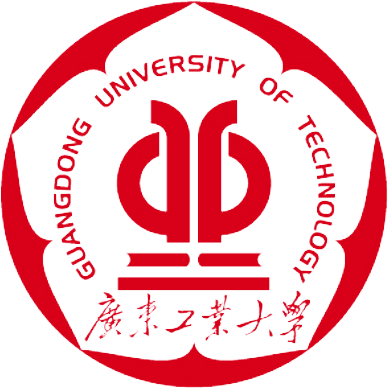 GUANGDONG UNIVERSITY OF TECHNOLOGY
廣東工業大學